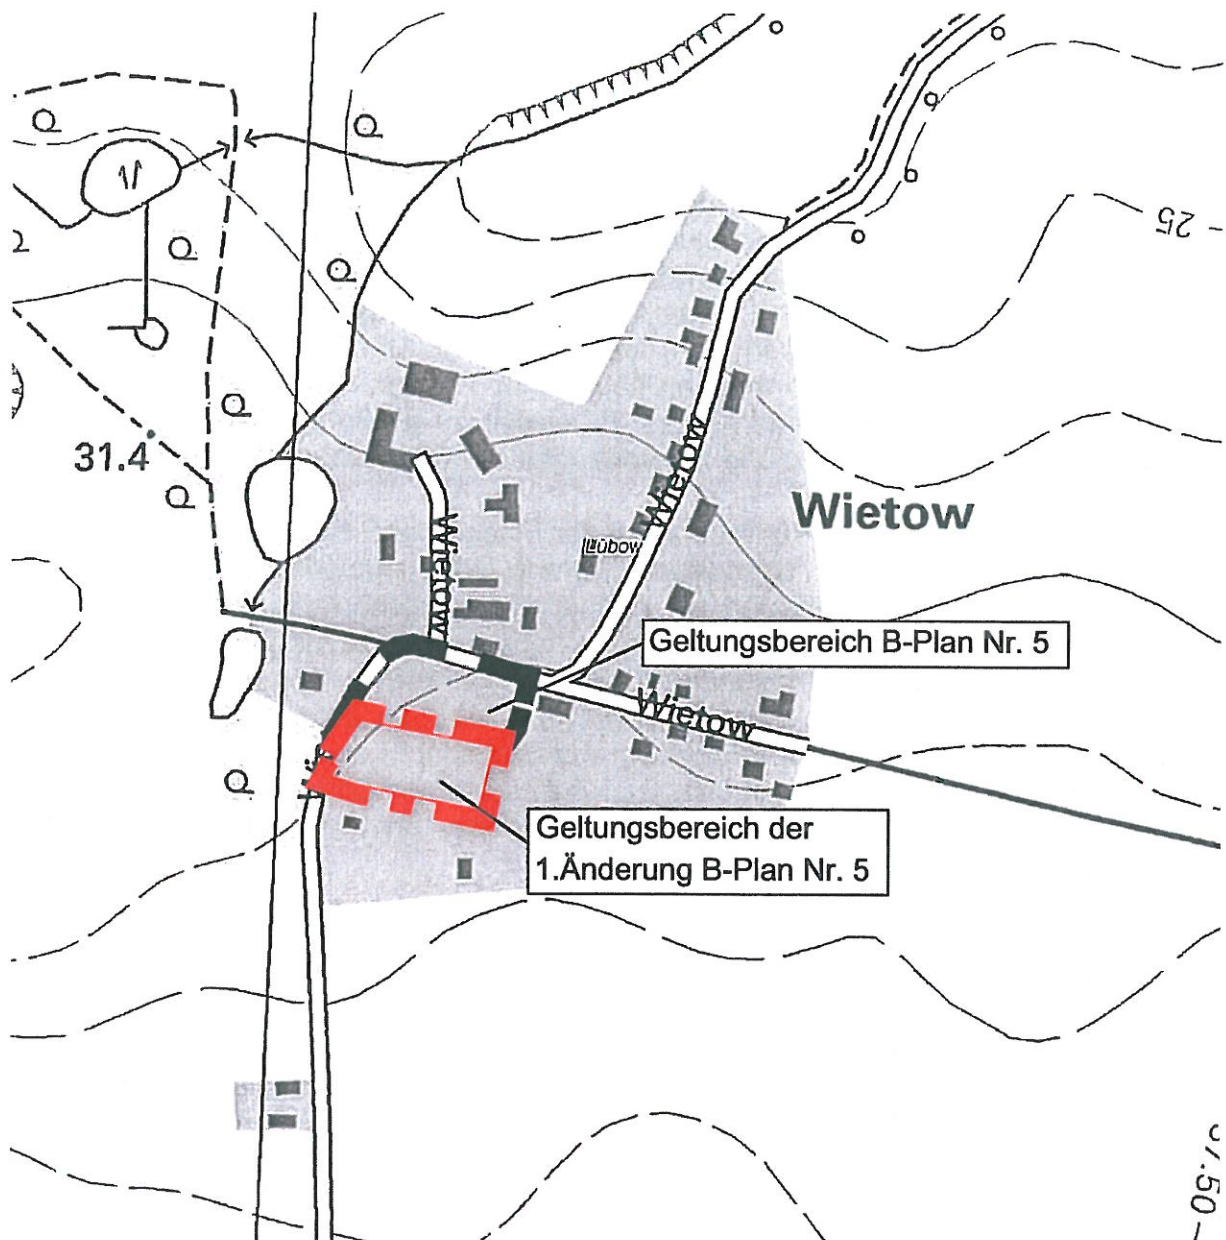 25
31.4
Wietow
Wietow
Wietow
Lübow
Geltungsbereich B-Plan Nr. 5
Wietow
Geltungsbereich der
1.Änderung B-Plan Nr. 5